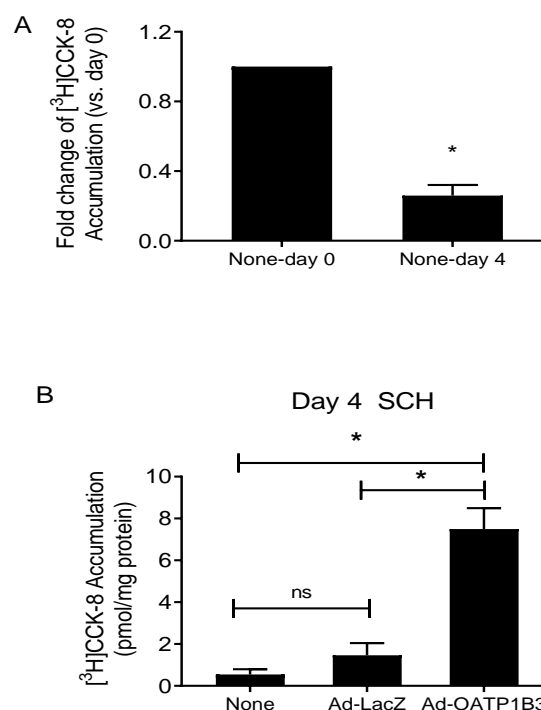 A
Fold change of [³H]CCK-8
Accumulation (vs. day 0)
1.2
1.0
0.4
0.0
*
None-day 0
None-day 4
B
Day 4 SCH
[³H]CCK-8 Accumulation
(pmol/mg protein)
10
8
6
4
2
0
*
*
ns
None
Ad-LacZ
Ad-OATP1B3